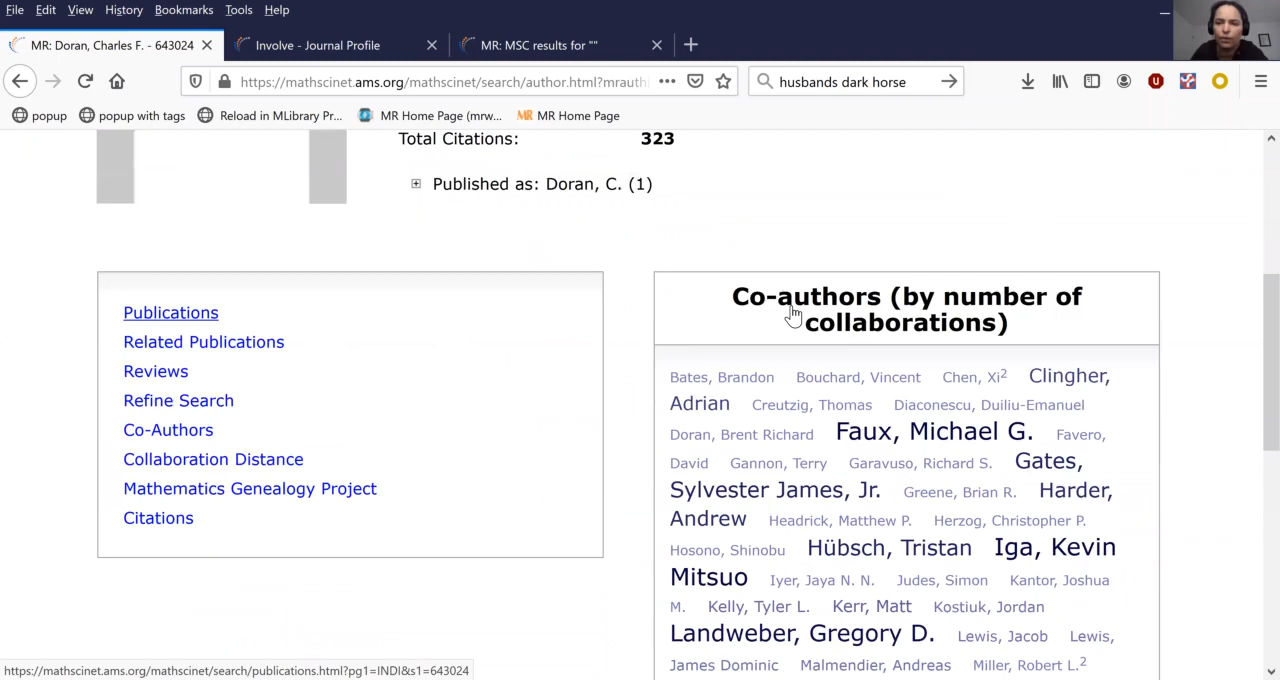 File Edit View History Bookmarks Tools Help
MR: Doran, Charles F. - 643024
Involve - Journal Profile
MR: MSC results for ""
https://mathscinet.ams.org/mathscinet/search/author.html?mrauth
husbands dark horse
popup
popup with tags
Reload in MLibrary Pr...
MR Home Page (mrw...
MR MR Home Page
Total Citations: 323
Published as: Doran, C. (1)
Publications
Related Publications
Reviews
Refine Search
Co-Authors
Collaboration Distance
Mathematics Genealogy Project
Citations
Co-authors (by number of
collaborations)
Bates, Brandon Bouchard, Vincent Chen, Xi2 Clingher,
Adrian Creutzig, Thomas Diaconescu, Duiliu-Emanuel
Doran, Brent Richard Faux, Michael G. Favero,
David Gannon, Terry Garavuso, Richard S. Gates,
Sylvester James, Jr. Greene, Brian R. Harder,
Andrew Headrick, Matthew P. Herzog, Christopher P.
Hosono, Shinobu Hübsch, Tristan Iga, Kevin
Mitsuo Iyer, Jaya N. N. Judes, Simon Kantor, Joshua
M. Kelly, Tyler L. Kerr, Matt Kostiuk, Jordan
Landweber, Gregory D. Lewis, Jacob Lewis,
James Dominic Malmendier, Andreas Miller, Robert L.2
https://mathscinet.ams.org/mathscinet/search/publications.html?pg1=INDI&s1=643024